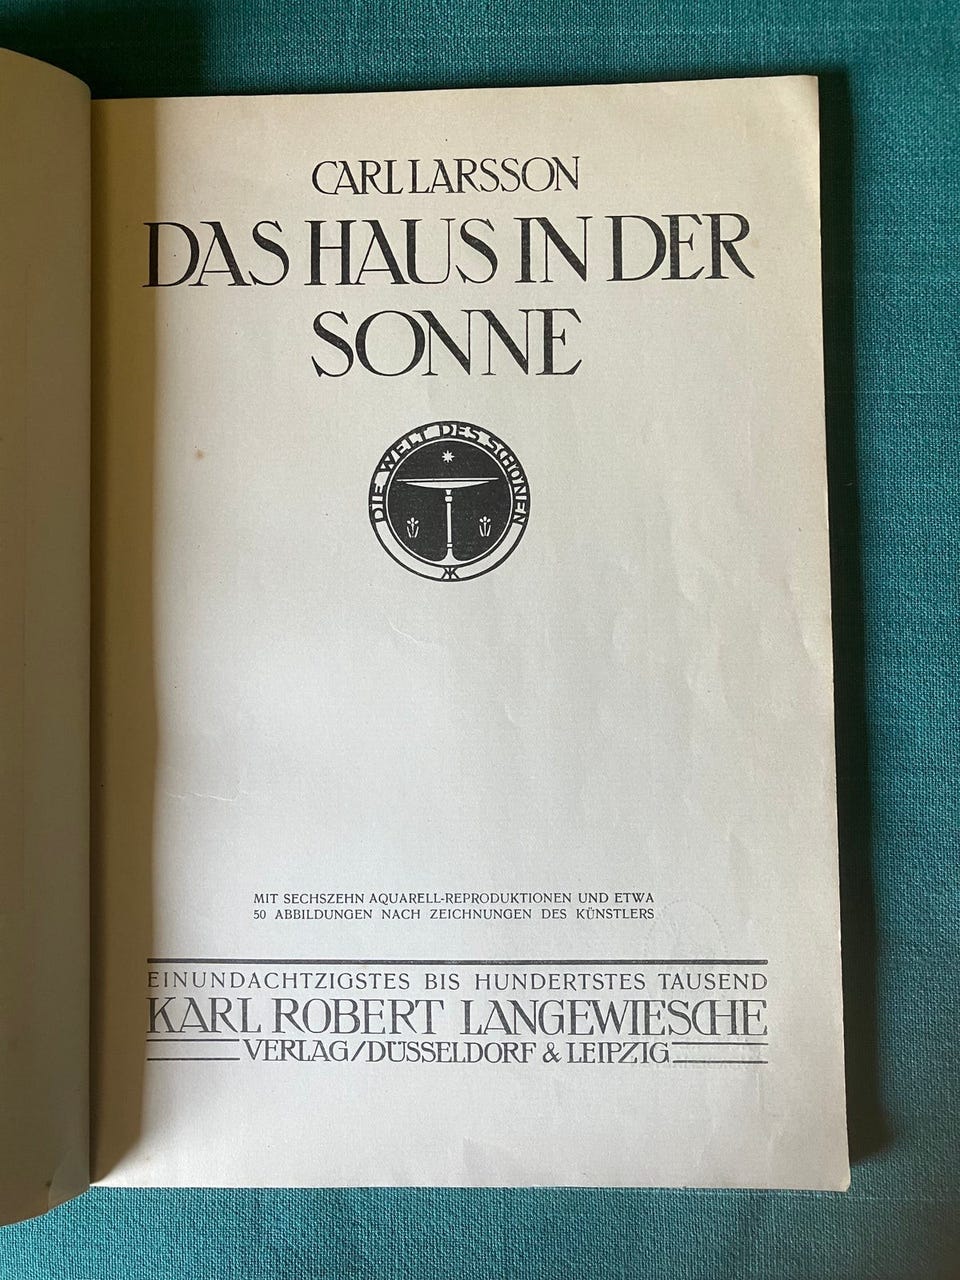 CARL LARSSON
DAS HAUS IN DER
SONNE
DIE WELT DES SCHÖNEN
MIT SECHSZEHN AQUARELL-REPRODUKTIONEN UND ETWA
50 ABBILDUNGEN NACH ZEICHNUNGEN DES KÜNSTLERS
EINUNDACHTZIGSTES BIS HUNDERTSTES TAUSEND
KARL ROBERT LANGEWIESCHE
VERLAG/DÜSSELDORF & LEIPZIG